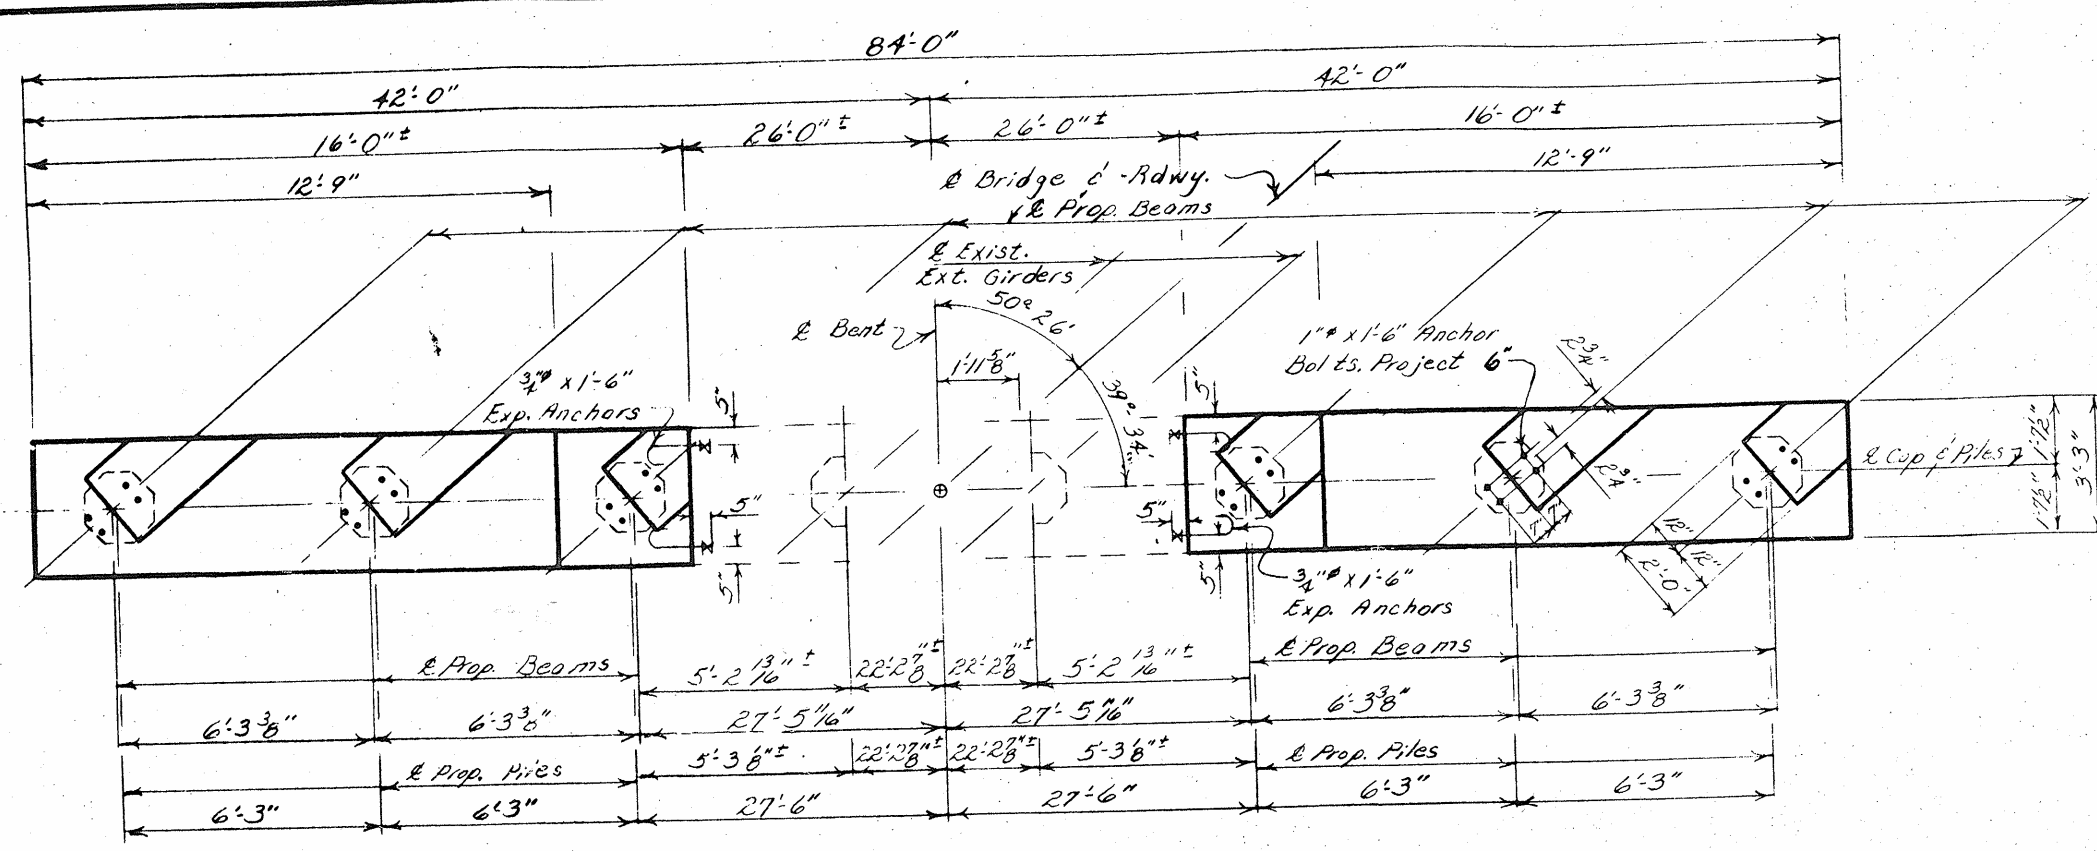 84'-0"
42'-0"
42'-0"
16'-0"±
26'-0"±
26'-0"±
16'-0"±
12'-9"
12'-9"
℄ Bridge & Rdwy.
℄ Prop. Beams
℄ Exist.
Ext. Girders
50° 26'
℄ Bent
1'-11 5/8"
39°-34'
1"φ x 1'-6" Anchor
Bolts. Project 6"
2 3/4"
2 3/4"
3/4"φ x 1'-6"
Exp. Anchors
5"
5"
5"
5"
5"
5"
℄ Cap & Piles
1'-7 1/2"
1'-7 1/2"
3'-3"
12"
12"
2'-0"
3/4"φ x 1'-6"
Exp. Anchors
℄ Prop. Beams
5'-2 13/16"±
22'-2 7/8"±
22'-2 7/8"±
5'-2 13/16"±
℄ Prop. Beams
6'-3 3/8"
6'-3 3/8"
27'-5 1/16"
27'-5 1/16"
6'-3 3/8"
6'-3 3/8"
℄ Prop. Piles
5'-3 1/8"±
22'-2 7/8"±
22'-2 7/8"±
5'-3 1/8"±
℄ Prop. Piles
6'-3"
6'-3"
27'-6"
27'-6"
6'-3"
6'-3"